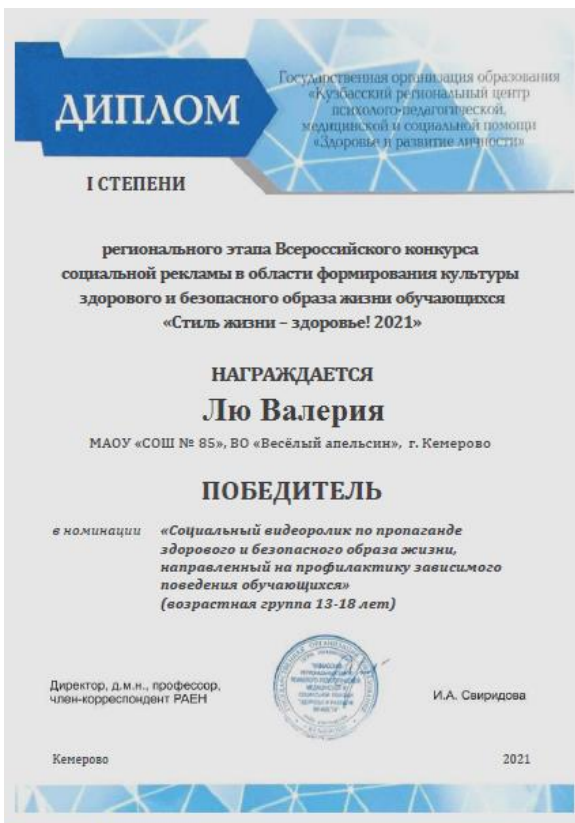 ДИПЛОМ
Государственная организация образования
«Кузбасский региональный центр
психолого-педагогической,
медицинской и социальной помощи
«Здоровье и развитие личности»
I СТЕПЕНИ
регионального этапа Всероссийского конкурса
социальной рекламы в области формирования культуры
здорового и безопасного образа жизни обучающихся
«Стиль жизни – здоровье! 2021»
НАГРАЖДАЕТСЯ
Лю Валерия
МАОУ «СОШ № 85», ВО «Весёлый апельсин», г. Кемерово
ПОБЕДИТЕЛЬ
в номинации «Социальный видеоролик по пропаганде
здорового и безопасного образа жизни,
направленный на профилактику зависимого
поведения обучающихся»
(возрастная группа 13-18 лет)
Директор, д.м.н., профессор,
член-корреспондент РАЕН
И.А. Свиридова
Кемерово 2021